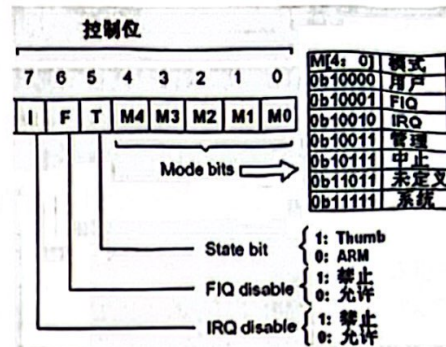 控制位
7 6 5 4 3 2 1 0
I F T M4 M3 M2 M1 M0
Mode bits
M[4: 0] 模式
0b10000 用户
0b10001 FIQ
0b10010 IRQ
0b10011 管理
0b10111 中止
0b11011 未定义
0b11111 系统
State bit
1: Thumb
0: ARM
FIQ disable
1: 禁止
0: 允许
IRQ disable
1: 禁止
0: 允许